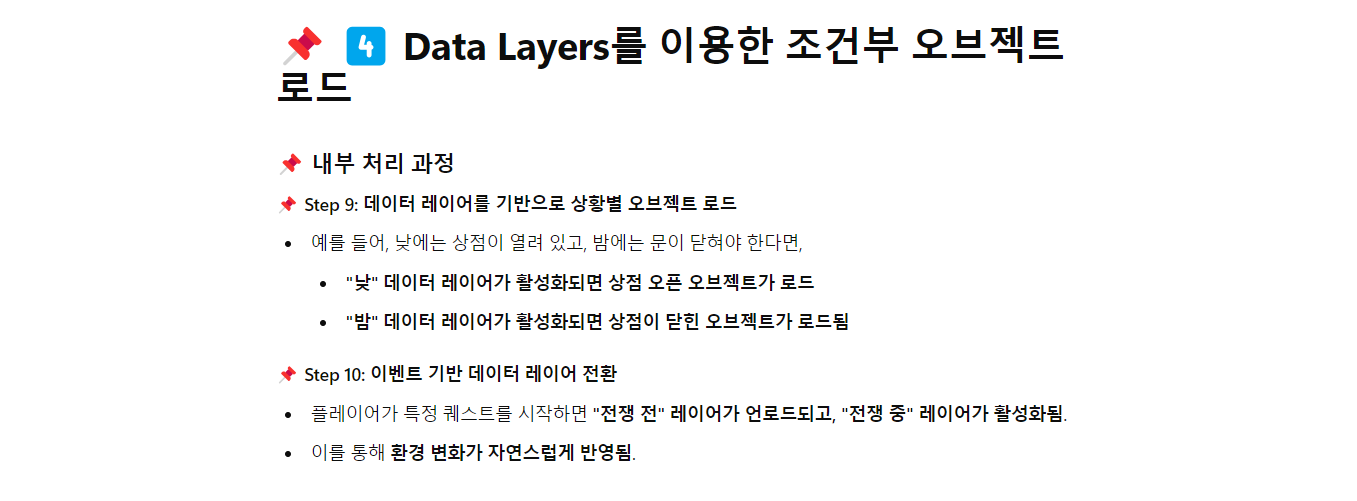 📌 4️⃣ Data Layers를 이용한 조건부 오브젝트
로드
📌 내부 처리 과정
📌 Step 9: 데이터 레이어를 기반으로 상황별 오브젝트 로드
• 예를 들어, 낮에는 상점이 열려 있고, 밤에는 문이 닫혀야 한다면,
• "낮" 데이터 레이어가 활성화되면 상점 오픈 오브젝트가 로드
• "밤" 데이터 레이어가 활성화되면 상점이 닫힌 오브젝트가 로드됨
📌 Step 10: 이벤트 기반 데이터 레이어 전환
• 플레이어가 특정 퀘스트를 시작하면 "전쟁 전" 레이어가 언로드되고, "전쟁 중" 레이어가 활성화됨.
• 이를 통해 환경 변화가 자연스럽게 반영됨.